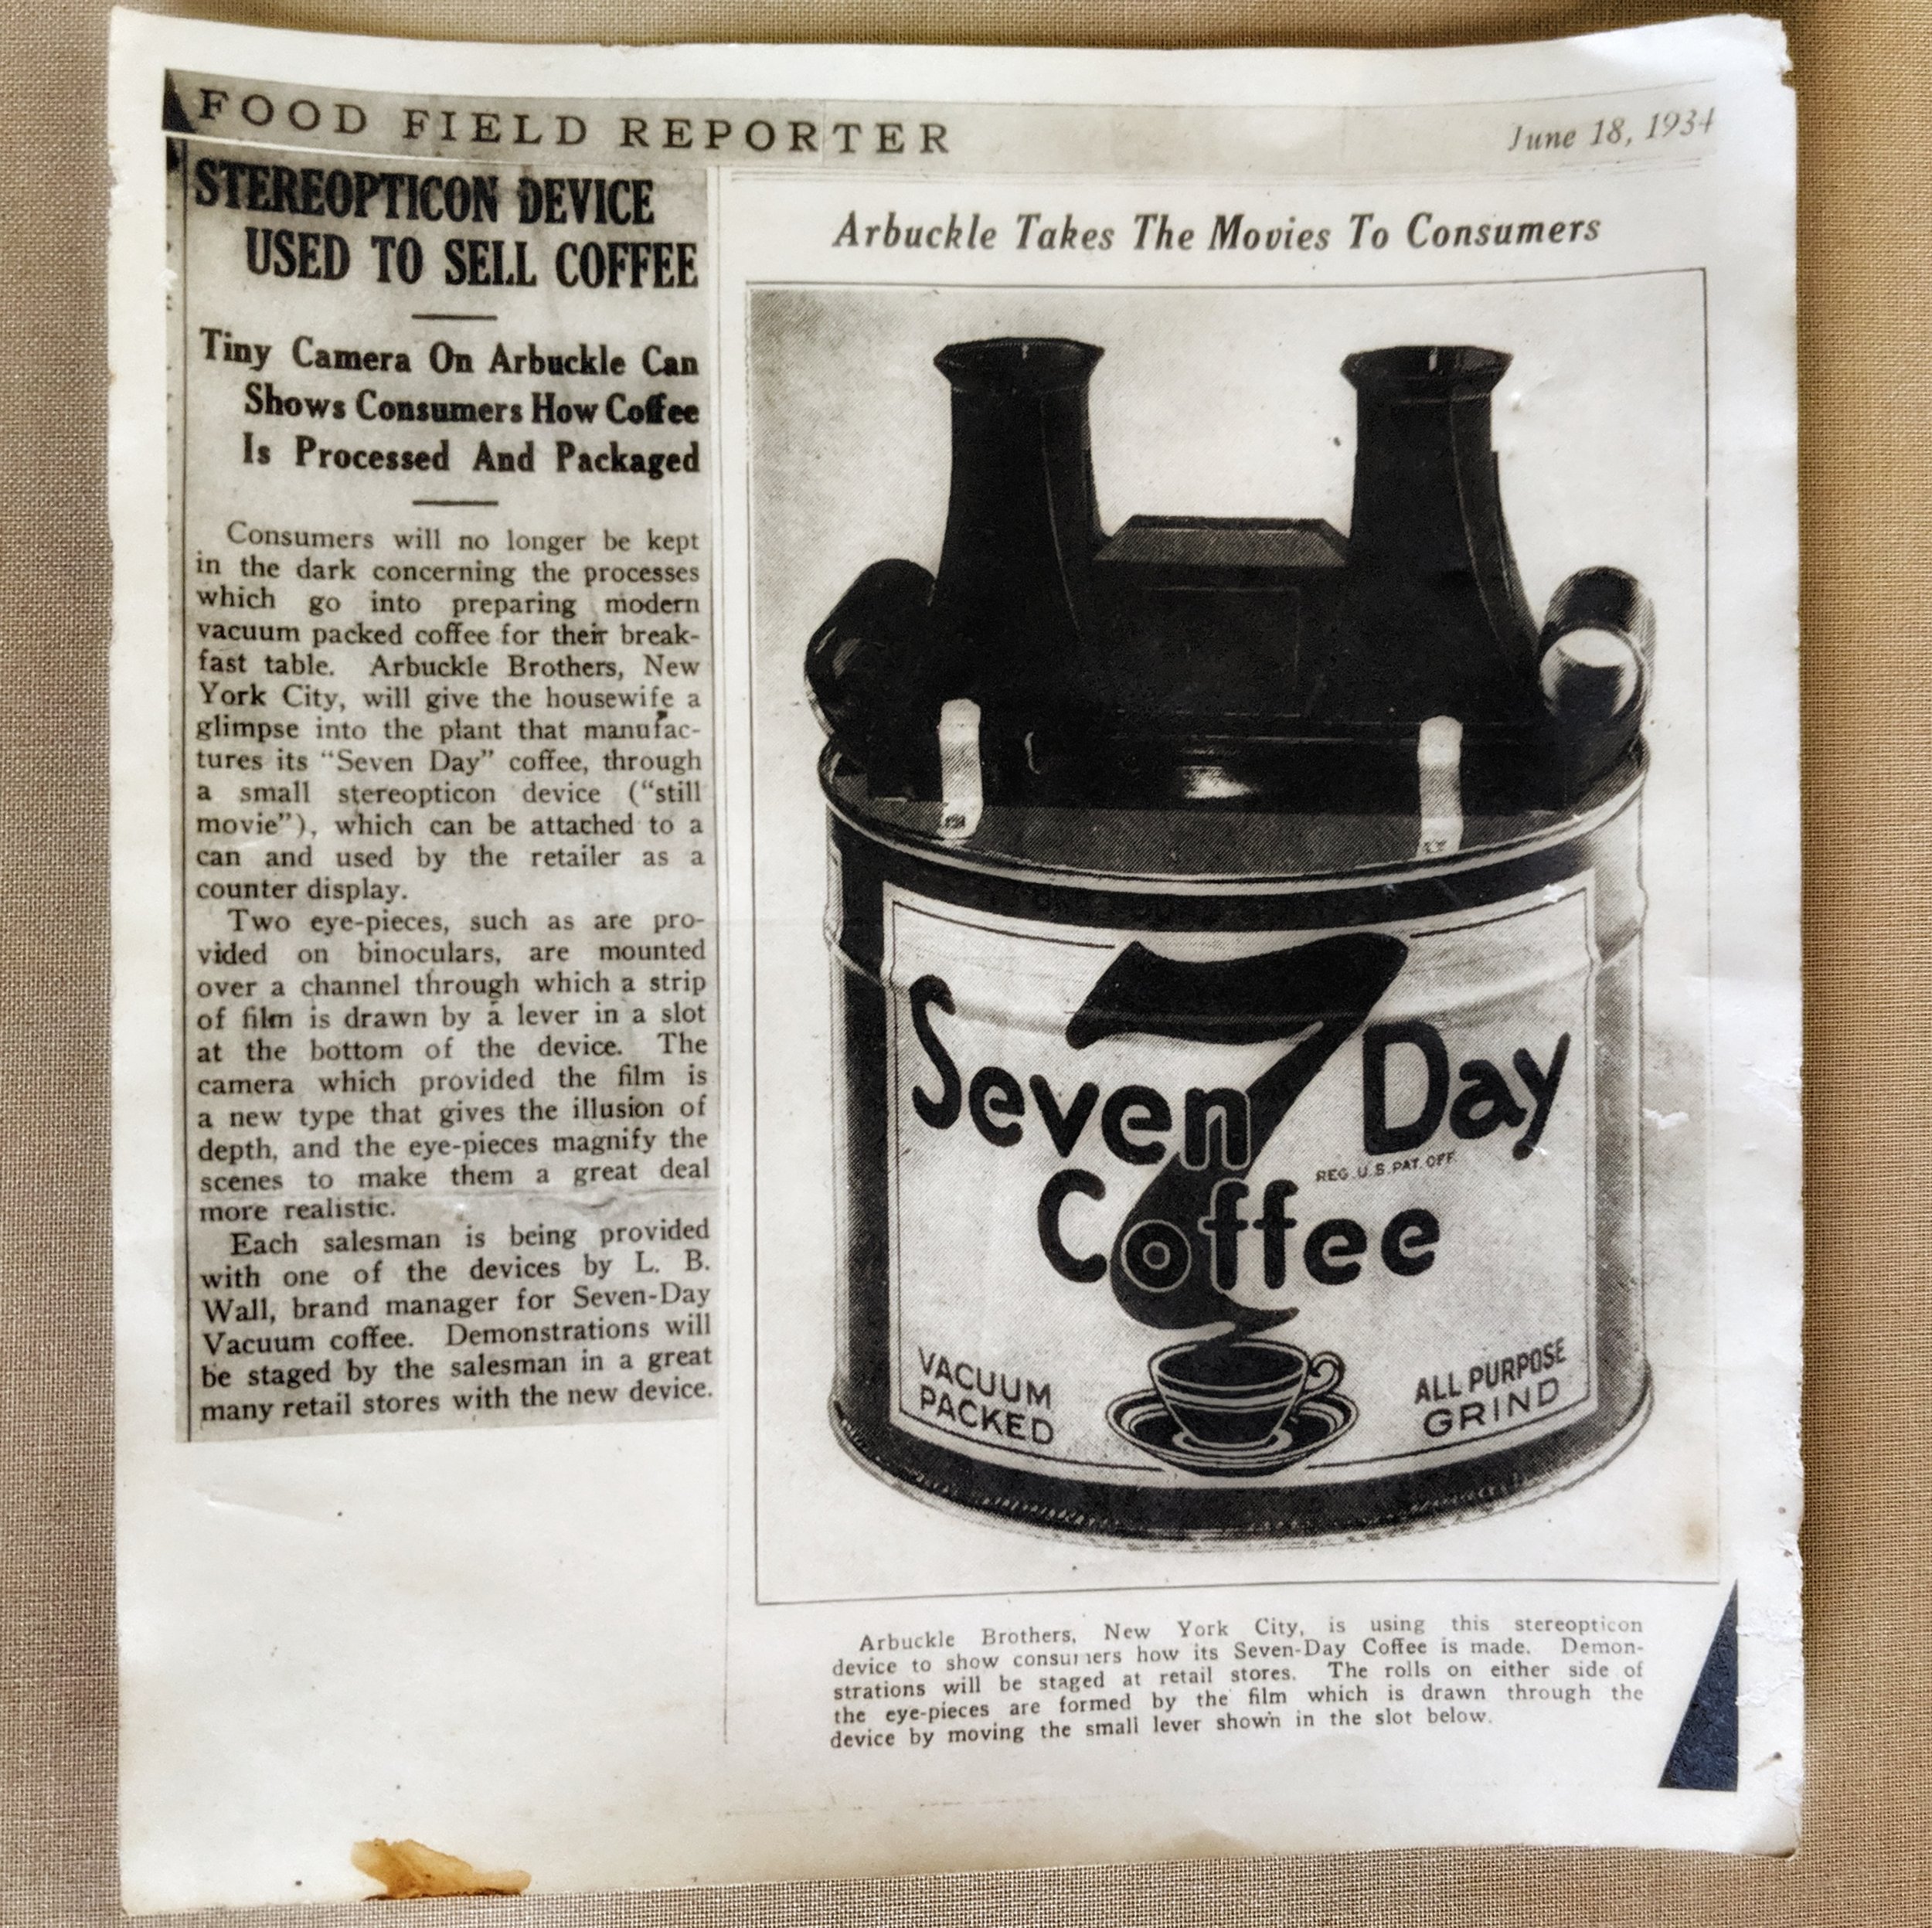 FOOD FIELD REPORTER
June 18, 1934
STEREOPTICON DEVICE
USED TO SELL COFFEE
Tiny Camera On Arbuckle Can
Shows Consumers How Coffee
Is Processed And Packaged
Consumers will no longer be kept
in the dark concerning the processes
which go into preparing modern
vacuum packed coffee for their break-
fast table. Arbuckle Brothers, New
York City, will give the housewife a
glimpse into the plant that manufac-
tures its “Seven Day” coffee, through
a small stereopticon device (“still
movie”), which can be attached to a
can and used by the retailer as a
counter display.
Two eye-pieces, such as are pro-
vided on binoculars, are mounted
over a channel through which a strip
of film is drawn by a lever in a slot
at the bottom of the device. The
camera which provided the film is
a new type that gives the illusion of
depth, and the eye-pieces magnify the
scenes to make them a great deal
more realistic.
Each salesman is being provided
with one of the devices by L. B.
Wall, brand manager for Seven-Day
Vacuum coffee. Demonstrations will
be staged by the salesman in a great
many retail stores with the new device.
Arbuckle Takes The Movies To Consumers
7
Seven Day
REG. U.S. PAT. OFF.
Coffee
VACUUM
PACKED
ALL PURPOSE
GRIND
Arbuckle Brothers, New York City, is using this stereopticon
device to show consumers how its Seven-Day Coffee is made. Demon-
strations will be staged at retail stores. The rolls on either side of
the eye-pieces are formed by the film which is drawn through the
device by moving the small lever shown in the slot below.